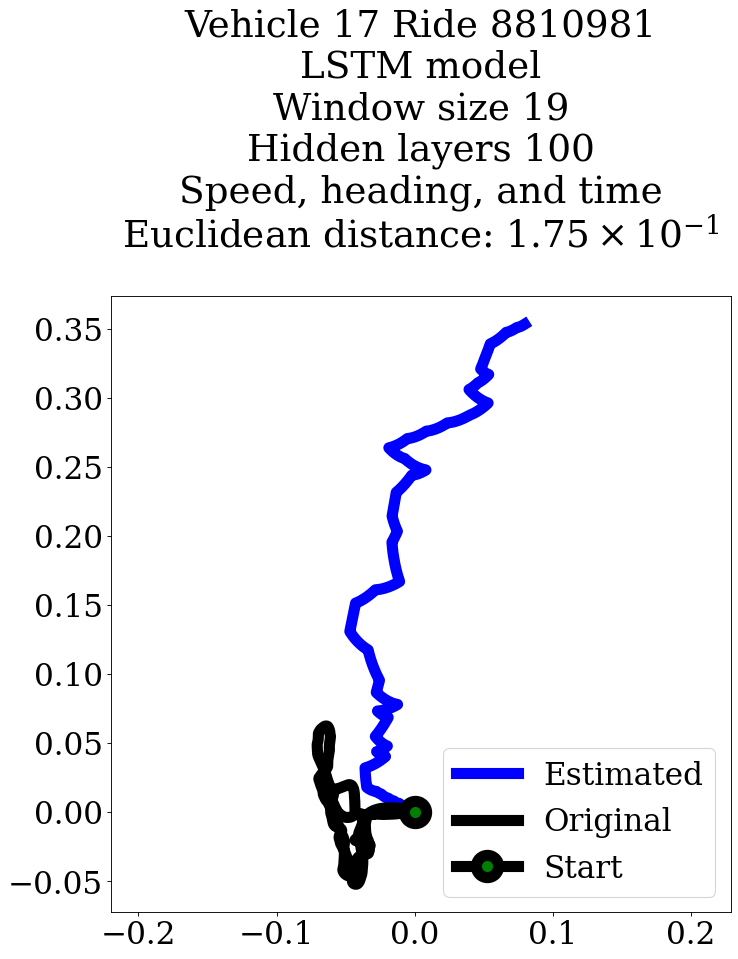 Vehicle 17 Ride 8810981
LSTM model
Window size 19
Hidden layers 100
Speed, heading, and time
Euclidean distance: 1.75 × 10⁻¹
0.35
0.30
0.25
0.20
0.15
0.10
0.05
0.00
−0.05
Estimated
Original
Start
−0.2 −0.1 0.0 0.1 0.2